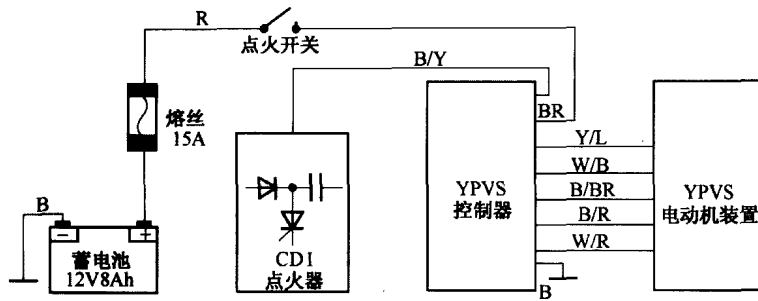 R
点火开关
B/Y
熔丝
15A
BR
Y/L
W/B
B/BR
B/R
W/R
B
YPVS
控制器
YPVS
电动机装置
CDI
点火器
B
－ ＋
蓄电池
12V8Ah